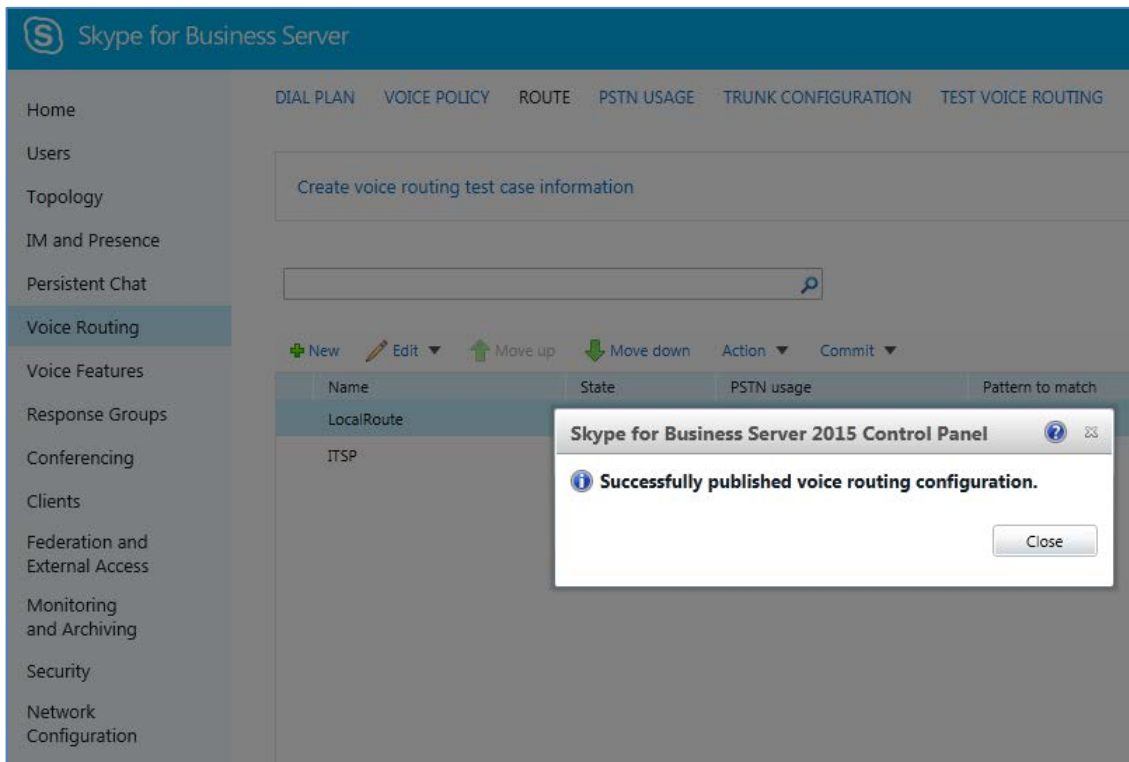 Skype for Business Server
Home
Users
Topology
IM and Presence
Persistent Chat
Voice Routing
Voice Features
Response Groups
Conferencing
Clients
Federation and
External Access
Monitoring
and Archiving
Security
Network
Configuration
DIAL PLAN VOICE POLICY ROUTE PSTN USAGE TRUNK CONFIGURATION TEST VOICE ROUTING
Create voice routing test case information
New Edit Move up Move down Action Commit
Name State PSTN usage Pattern to match
LocalRoute
ITSP
Skype for Business Server 2015 Control Panel
Successfully published voice routing configuration.
Close